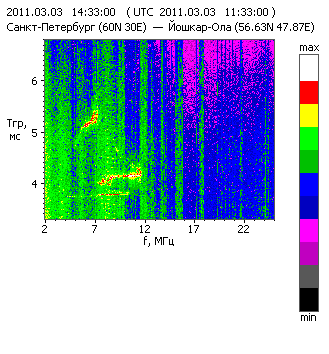 2011.03.03 14:33:00 (UTC 2011.03.03 11:33:00)
Санкт-Петербург (60N 30E) — Йошкар-Ола (56.63N 47.87E)
max
6
Тгр,
мс
5
4
2 7 12 17 22
f, МГц
min